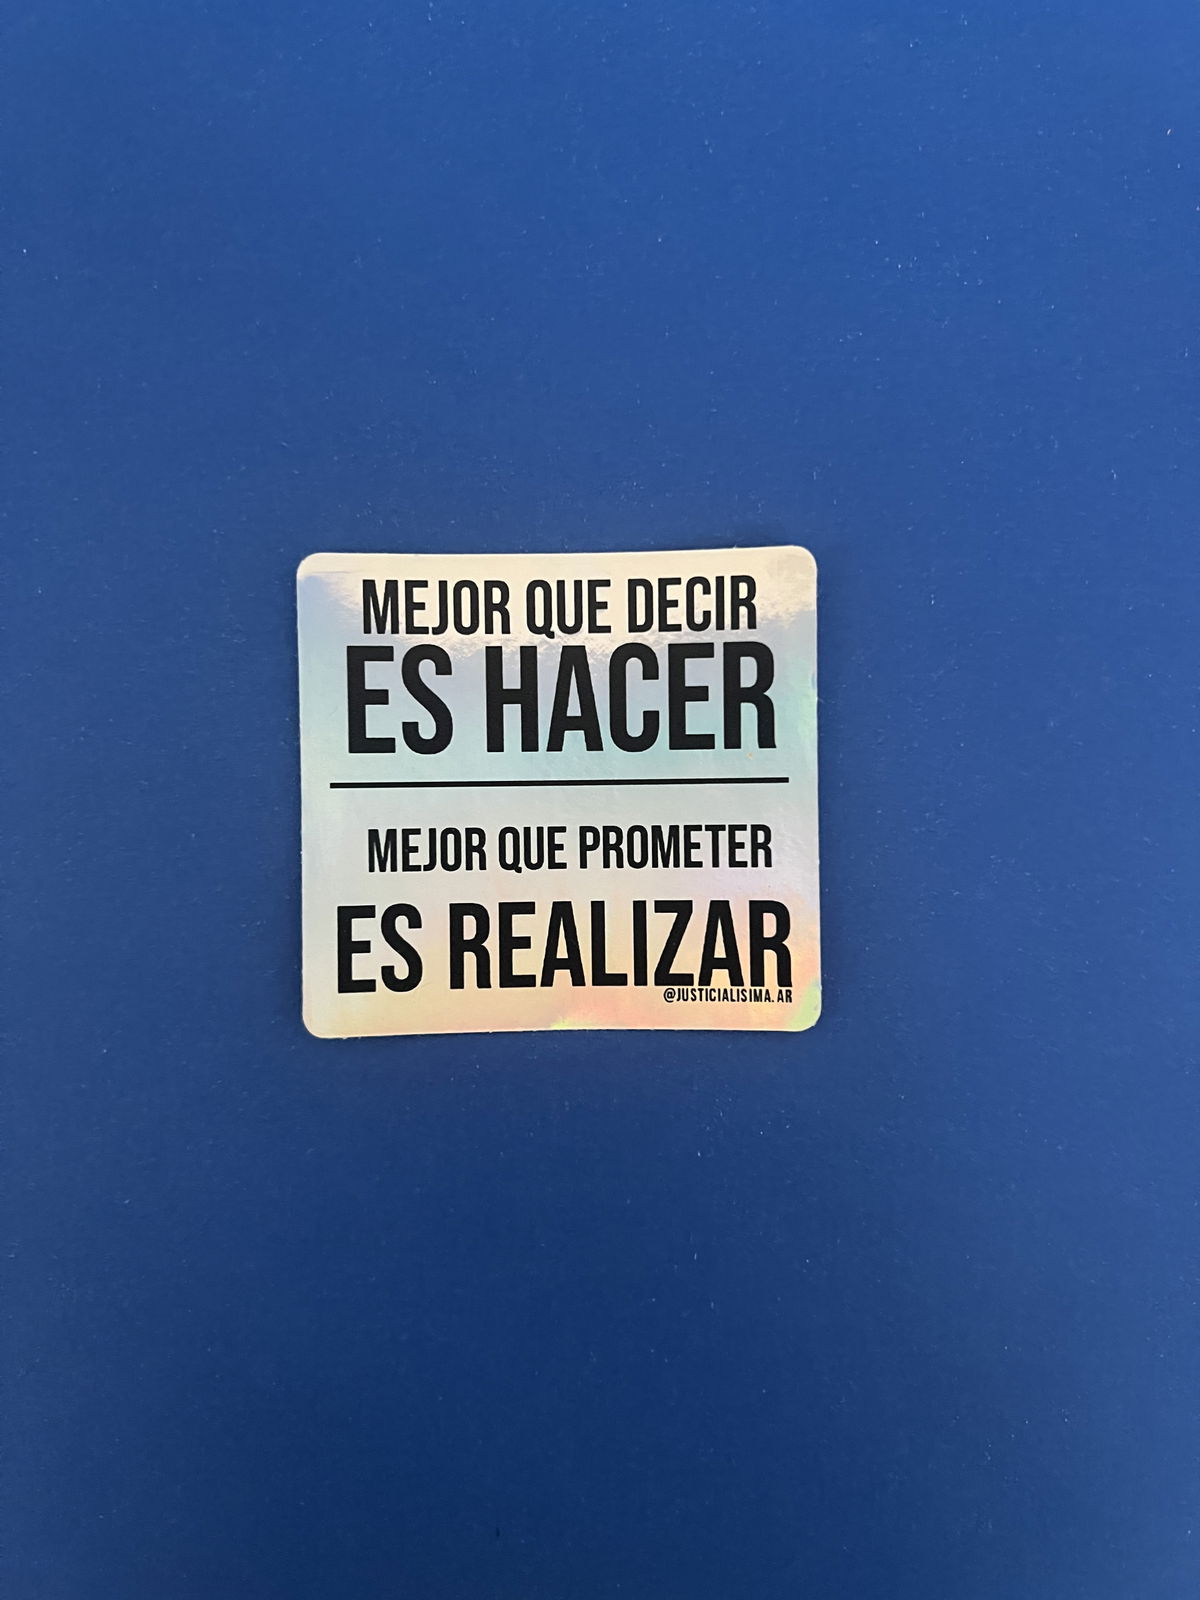 MEJOR QUE DECIR
ES HACER
MEJOR QUE PROMETER
ES REALIZAR
@JUSTICIALISIMA.AR